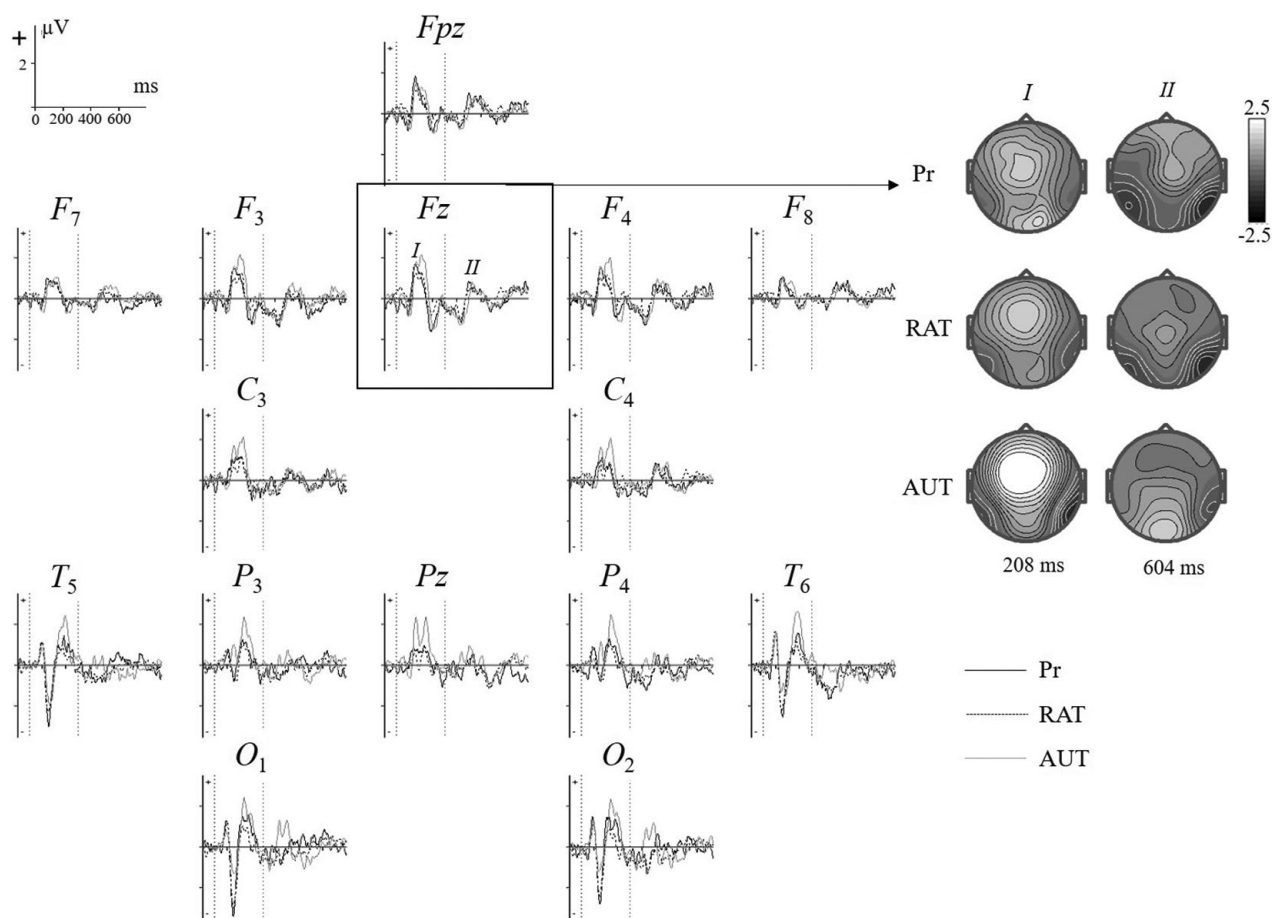 + µV
2
ms
0 200 400 600
Fpz
I II
2.5
-2.5
Pr
F7 F3 Fz F4 F8
I II
RAT
C3 C4
AUT
208 ms 604 ms
T5 P3 Pz P4 T6
Pr
RAT
AUT
O1 O2